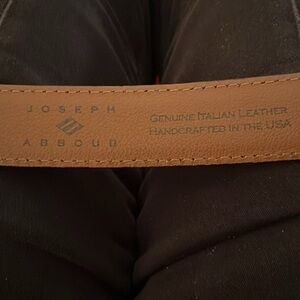 JOSEPH
ABBOUD
GENUINE ITALIAN LEATHER
HANDCRAFTED IN THE USA